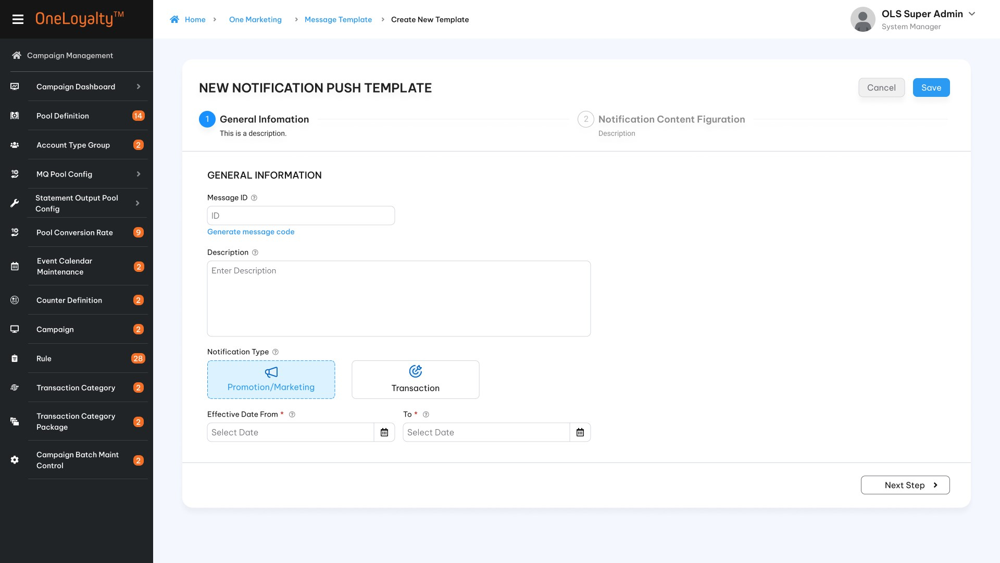 OneLoyalty™
Home
One Marketing
Message Template
Create New Template
OLS Super Admin
System Manager
Campaign Management
Campaign Dashboard
Pool Definition 14
Account Type Group 2
MQ Pool Config
Statement Output Pool
Config
Pool Conversion Rate 9
Event Calendar
Maintenance 2
Counter Definition 2
Campaign 2
Rule 28
Transaction Category 2
Transaction Category
Package 2
Campaign Batch Maint
Control 2
NEW NOTIFICATION PUSH TEMPLATE
Cancel
Save
1 General Infomation
This is a description.
2 Notification Content Figuration
Description
GENERAL INFORMATION
Message ID
ID
Generate message code
Description
Enter Description
Notification Type
Promotion/Marketing
Transaction
Effective Date From *
Select Date
To *
Select Date
Next Step